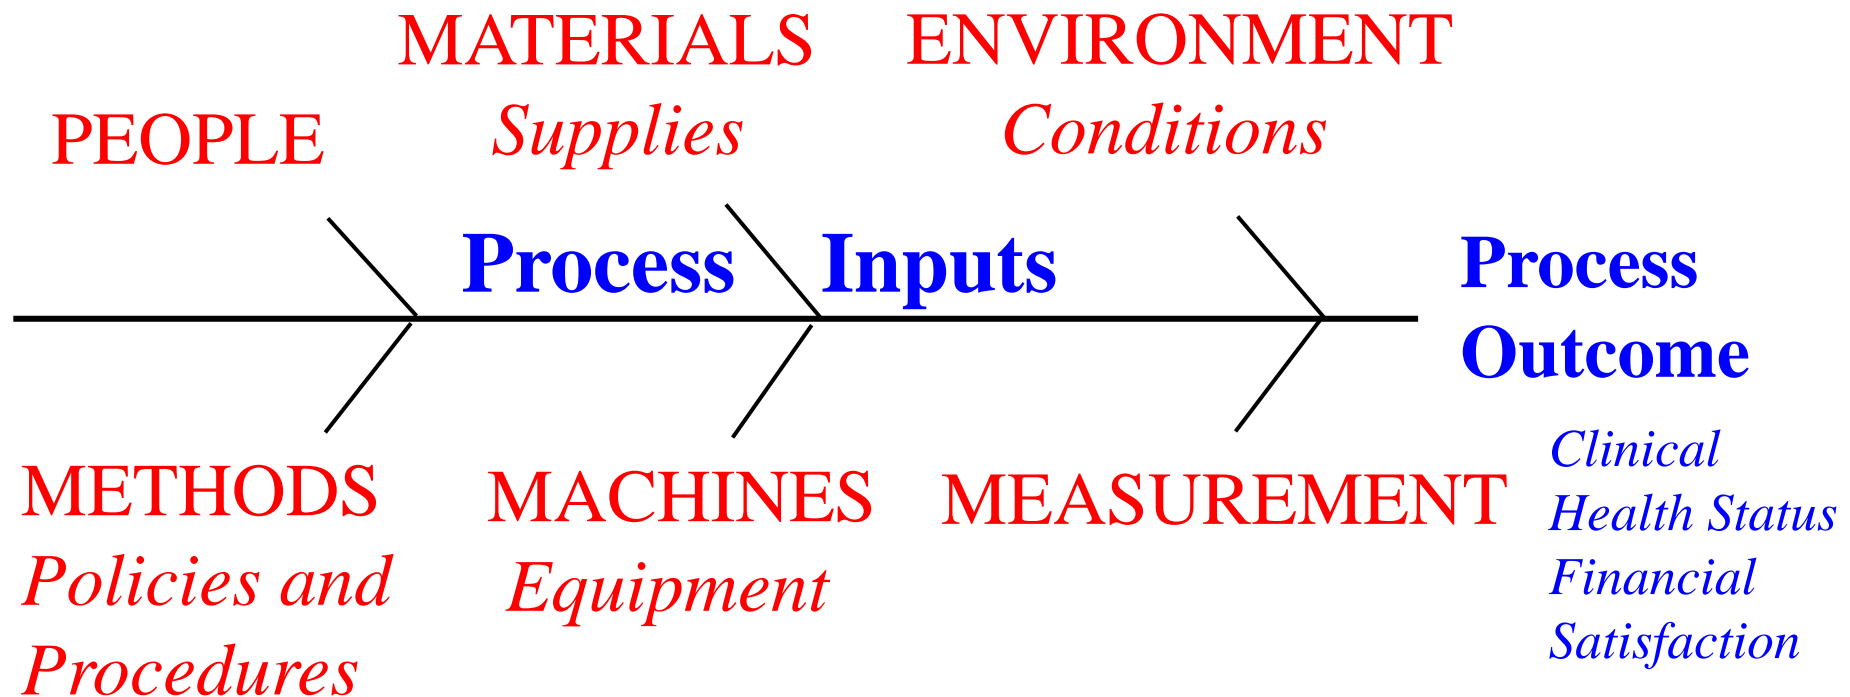 MATERIALS
Supplies
ENVIRONMENT
Conditions
PEOPLE
Process Inputs
Process
Outcome
Clinical
Health Status
Financial
Satisfaction
METHODS
Policies and
Procedures
MACHINES
Equipment
MEASUREMENT